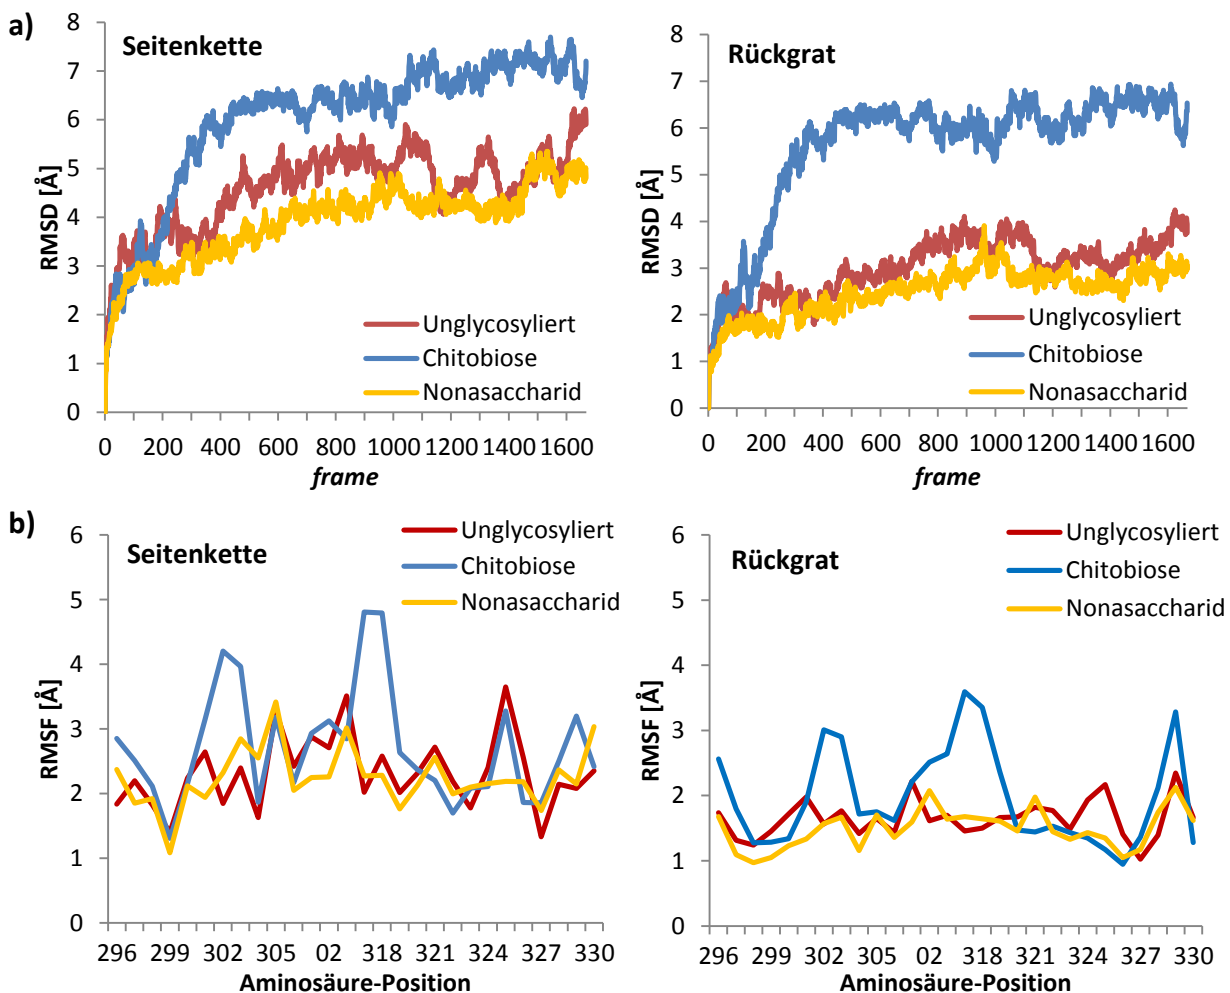 a)
Seitenkette
RMSD [Å]
8
7
6
5
4
3
2
1
0
Unglycosyliert
Chitobiose
Nonasaccharid
0 200 400 600 800 1000 1200 1400 1600
frame
Rückgrat
RMSD [Å]
8
7
6
5
4
3
2
1
0
Unglycosyliert
Chitobiose
Nonasaccharid
0 200 400 600 800 1000 1200 1400 1600
frame
b)
Seitenkette
Unglycosyliert
Chitobiose
Nonasaccharid
RMSF [Å]
6
5
4
3
2
1
0
296 299 302 305 02 318 321 324 327 330
Aminosäure-Position
Rückgrat
Unglycosyliert
Chitobiose
Nonasaccharid
RMSF [Å]
6
5
4
3
2
1
0
296 299 302 305 02 318 321 324 327 330
Aminosäure-Position